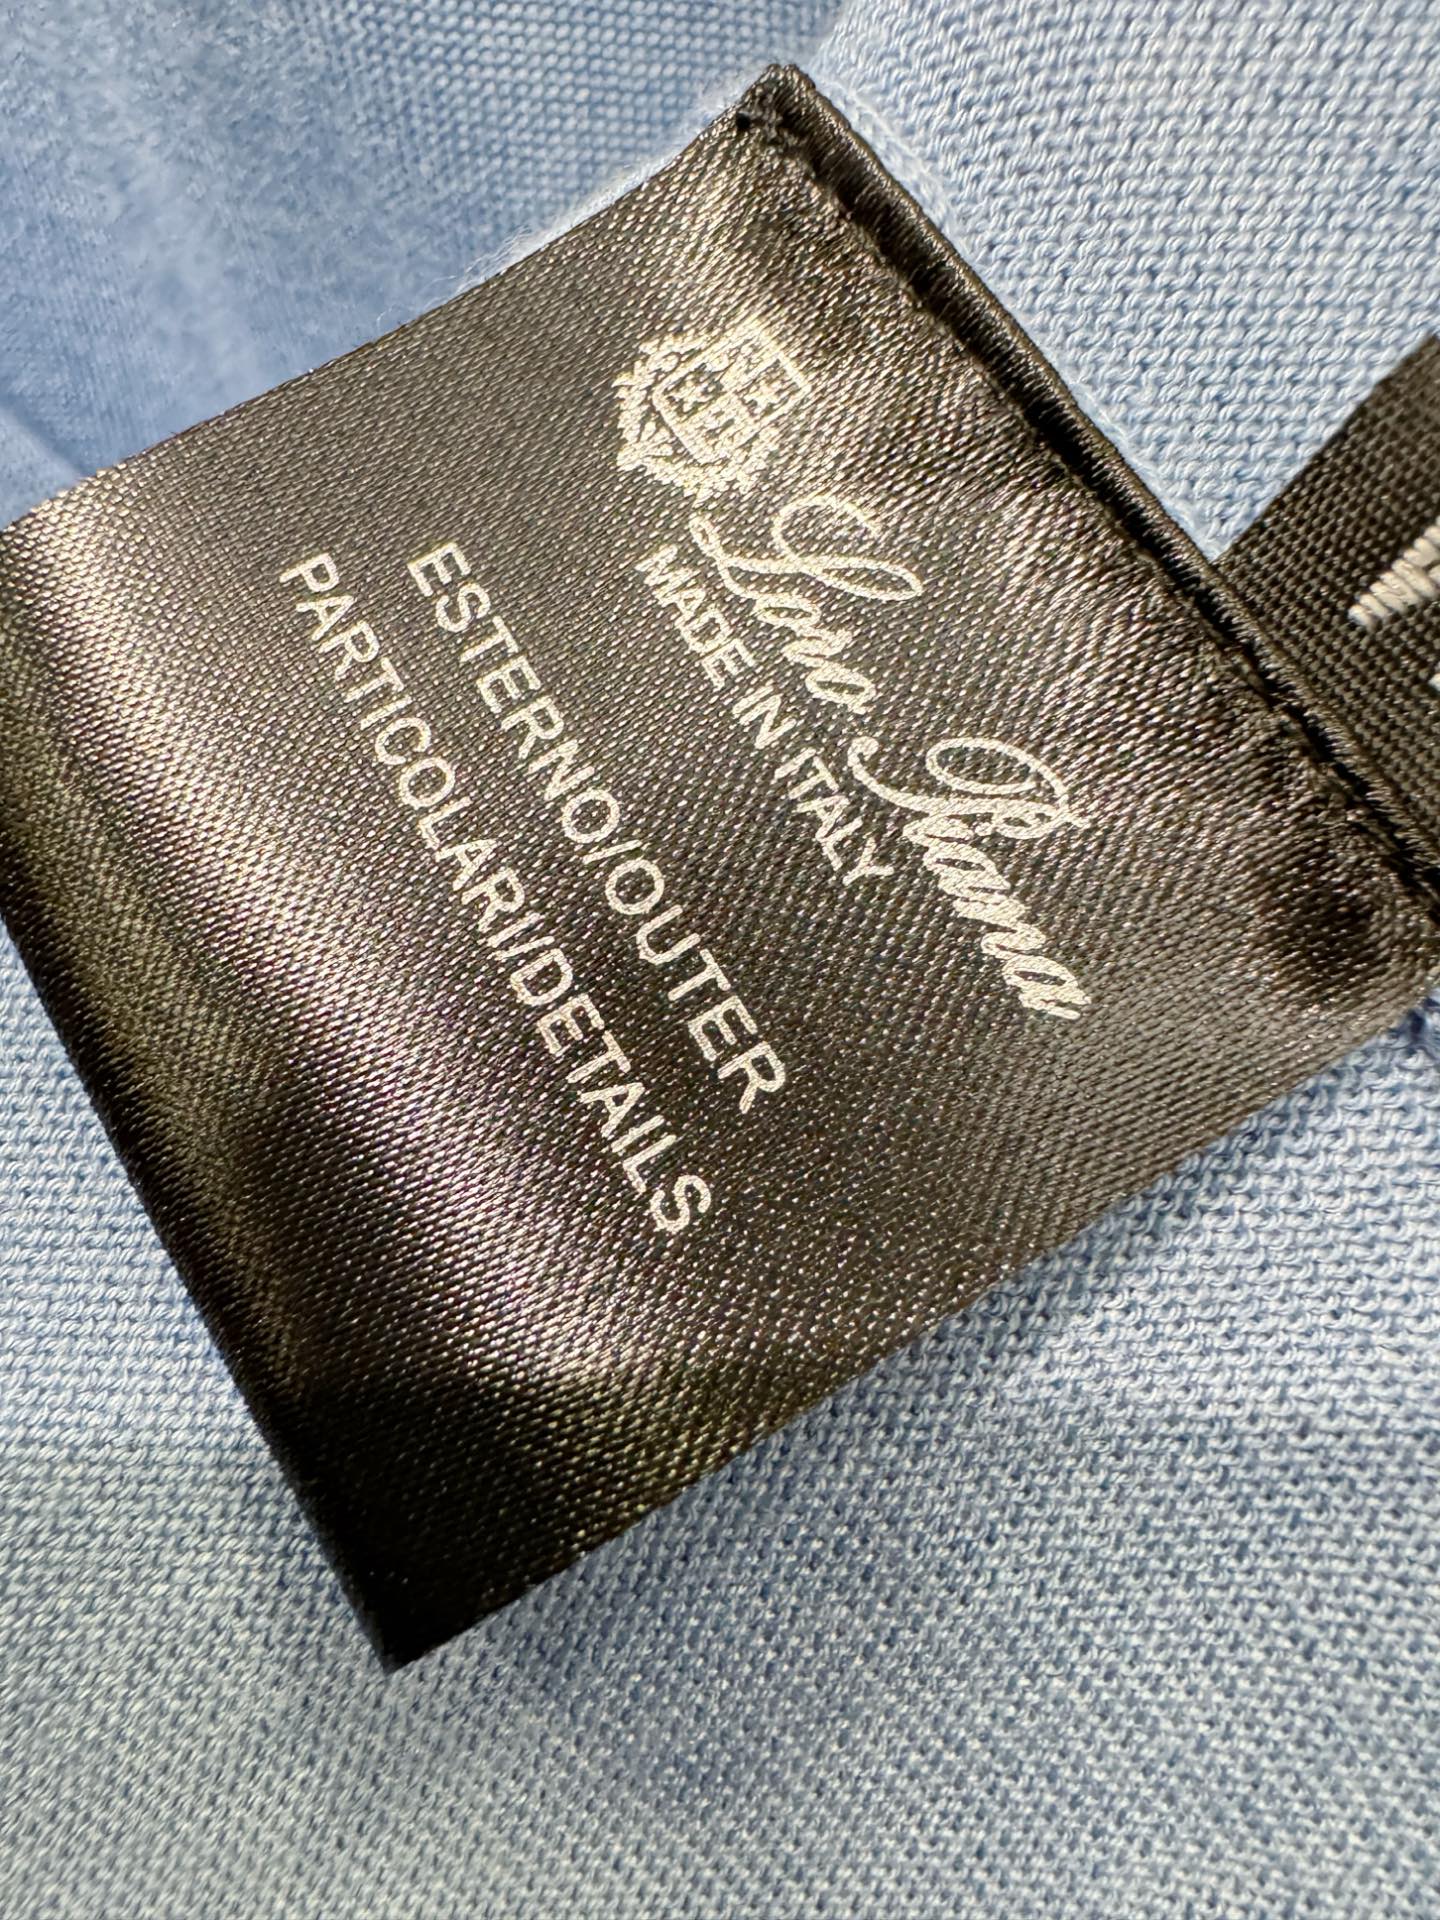 Loro Piana
MADE IN ITALY
ESTERNO/OUTER
PARTICOLARI/DETAILS